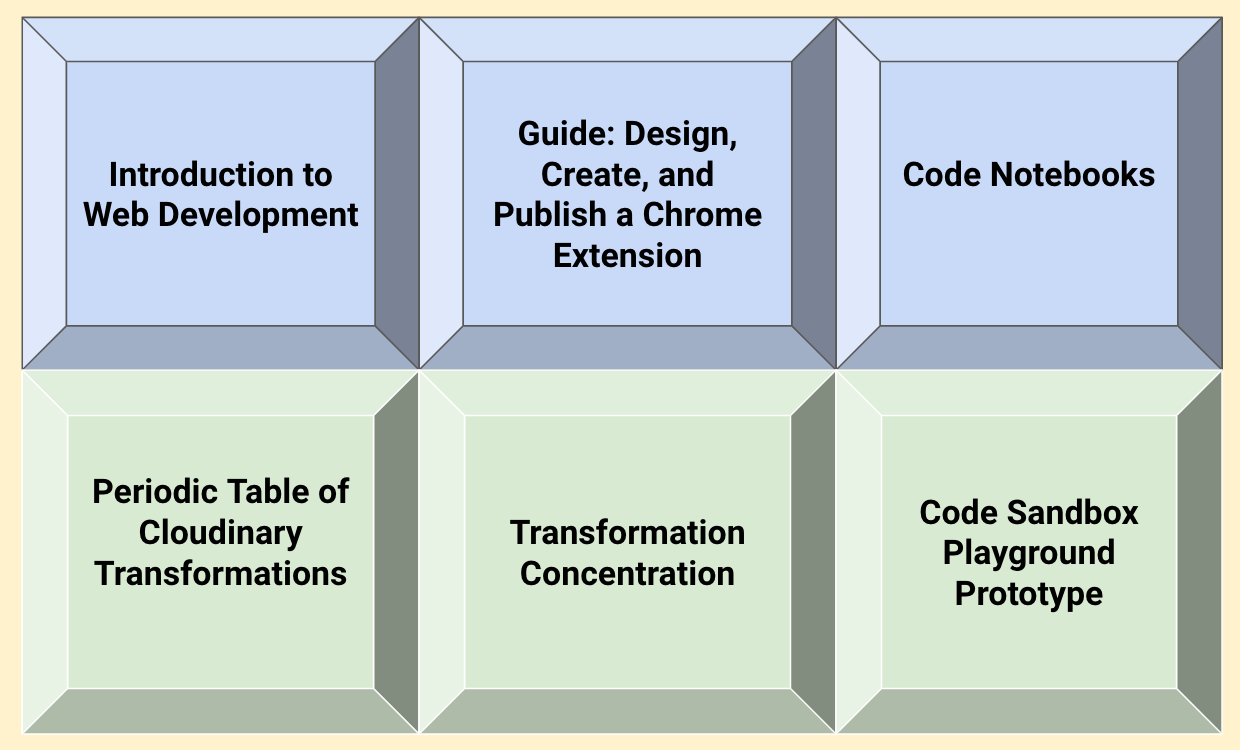 Introduction to
Web Development
Guide: Design,
Create, and
Publish a Chrome
Extension
Code Notebooks
Periodic Table of
Cloudinary
Transformations
Transformation
Concentration
Code Sandbox
Playground
Prototype